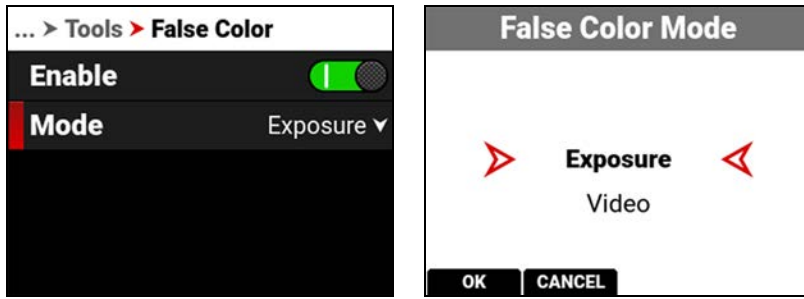 ... ➤ Tools ➤ False Color
Enable
Mode Exposure
False Color Mode
Exposure
Video
OK CANCEL